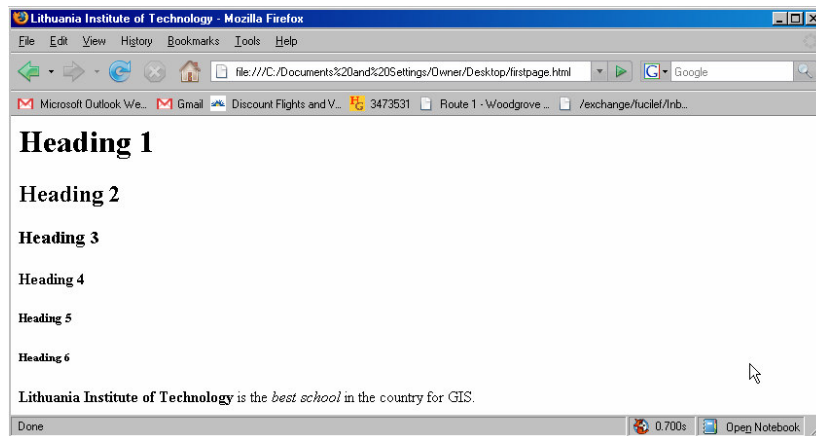 Lithuania Institute of Technology - Mozilla Firefox
File Edit View History Bookmarks Tools Help
file:///C:/Documents%20and%20Settings/Owner/Desktop/firstpage.html G Google
Microsoft Outlook We... Gmail Discount Flights and V... HG 3473531 Route 1 - Woodgrove ... /exchange/fucilef/Inb...
Heading 1
Heading 2
Heading 3
Heading 4
Heading 5
Heading 6
Lithuania Institute of Technology is the best school in the country for GIS.
Done 0.700s Open Notebook